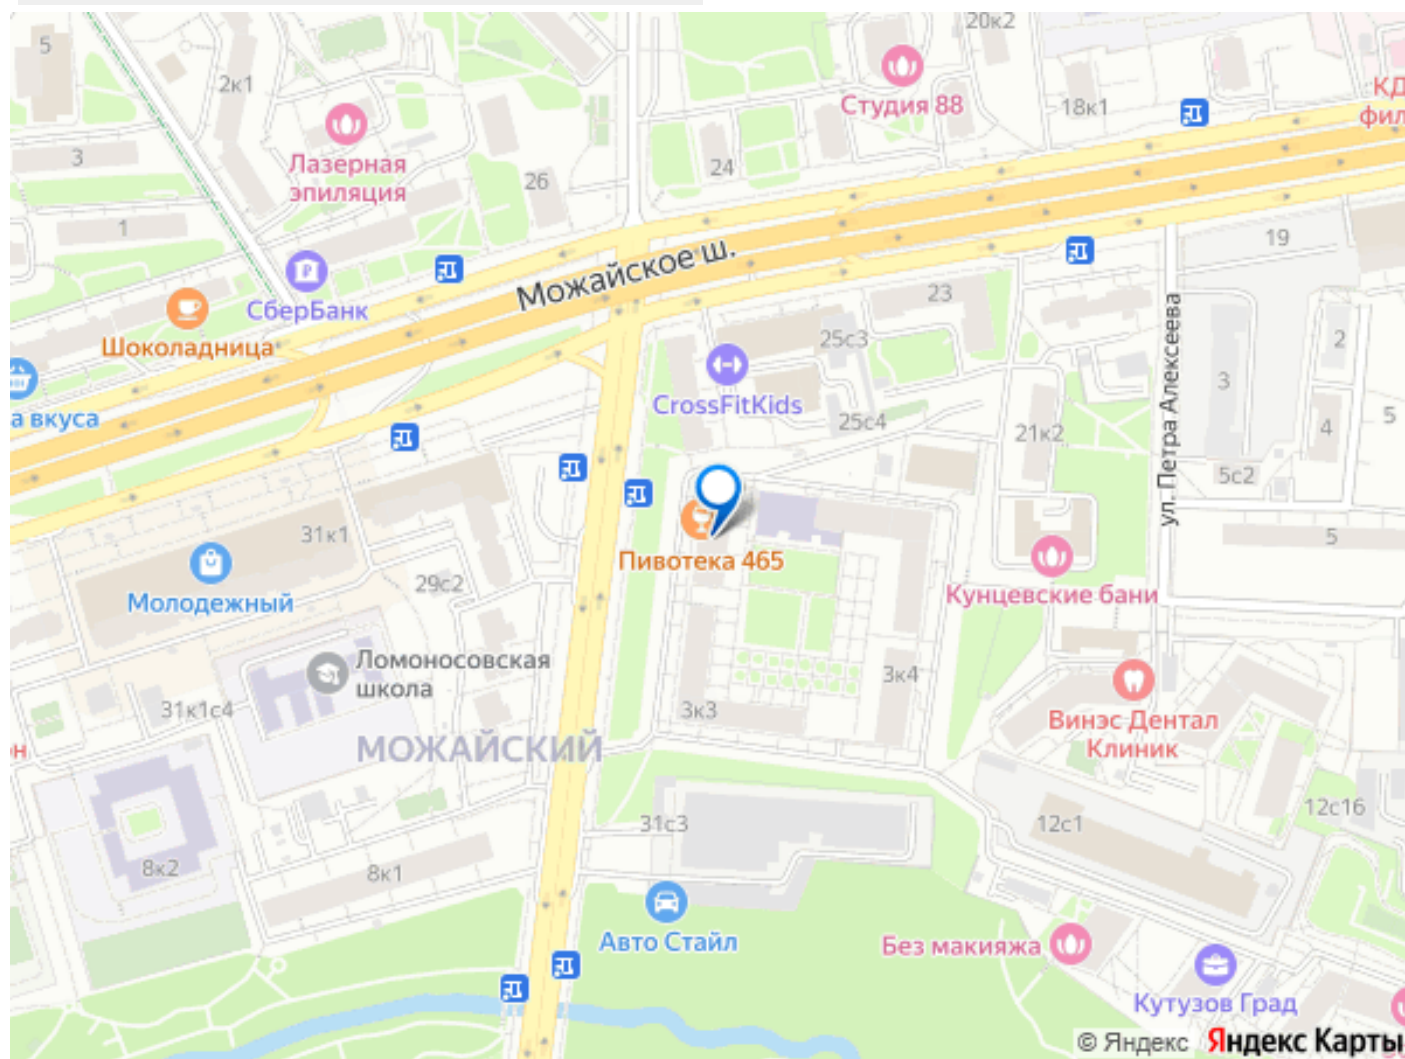 5
2к1
20к2
Студия 88
18к1
КД
фил
3
Лазерная
эпиляция
26
24
1
19
СберБанк
Можайское ш.
23
Шоколадница
25с3
2
а вкуса
CrossFitKids
3
ул. Петра Алексеева
25с4
21к2
4
5
5с2
31к1
Пивотека 465
5
Молодежный
29с2
Кунцевские бани
Ломоносовская
школа
3к4
31к1с4
3к3
Винэс Дентал
Клиник
он
МОЖАЙСКИЙ
31с3
12с1
12с16
8к2
8к1
Авто Стайл
Без макияжа
Кутузов Град
© Яндекс Яндекс Карты